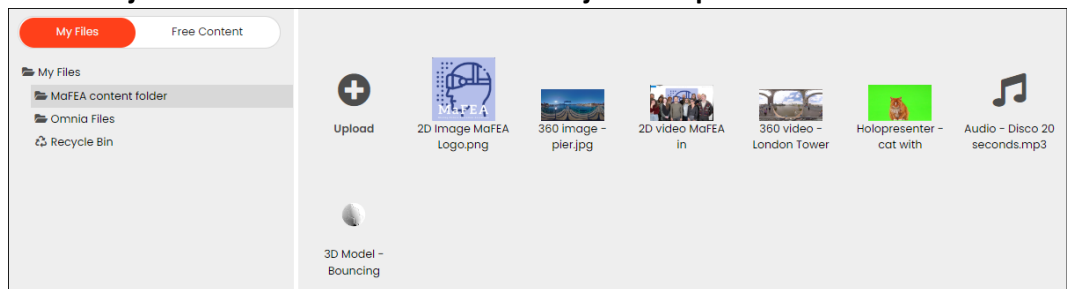 My Files
Free Content
My Files
MaFEA content folder
Omnia Files
Recycle Bin
Upload
MaFEA
2D Image MaFEA
Logo.png
360 image -
pier.jpg
2D video MaFEA
in
360 video -
London Tower
Holopresenter -
cat with
Audio - Disco 20
seconds.mp3
3D Model -
Bouncing